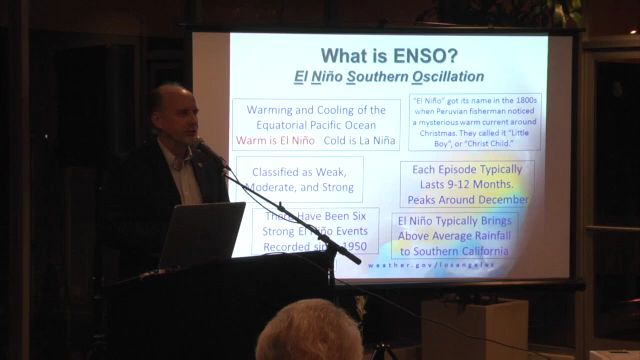 What is ENSO?
El Niño Southern Oscillation
Warming and Cooling of the
Equatorial Pacific Ocean
Warm is El Niño Cold is La Niña
"El Niño" got its name in the 1800s
when Peruvian fisherman noticed
a mysterious warm current around
Christmas. They called it "Little
Boy", or "Christ Child."
Classified as Weak,
Moderate, and Strong
Each Episode Typically
Lasts 9-12 Months.
Peaks Around December
There Have Been Six
Strong El Niño Events
Recorded since 1950
El Niño Typically Brings
Above Average Rainfall
to Southern California
weather.gov/losangeles